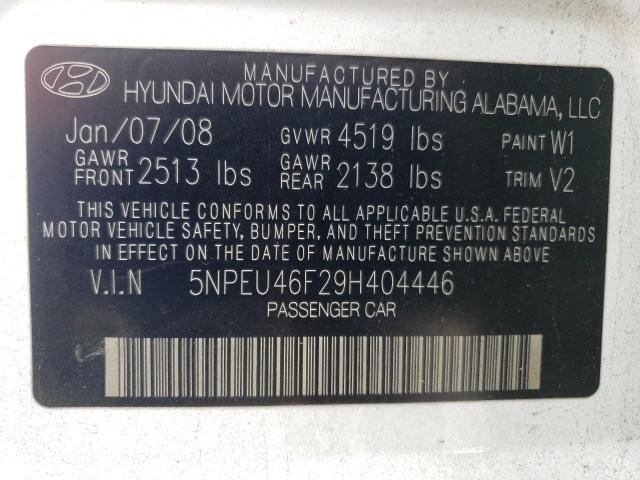 MANUFACTURED BY
HYUNDAI MOTOR MANUFACTURING ALABAMA, LLC
Jan/07/08 GVWR 4519 lbs PAINT W1
GAWR FRONT 2513 lbs GAWR REAR 2138 lbs TRIM V2
THIS VEHICLE CONFORMS TO ALL APPLICABLE U.S.A. FEDERAL
MOTOR VEHICLE SAFETY, BUMPER, AND THEFT PREVENTION STANDARDS
IN EFFECT ON THE DATE OF MANUFACTURE SHOWN ABOVE
V.I.N 5NPEU46F29H404446
PASSENGER CAR